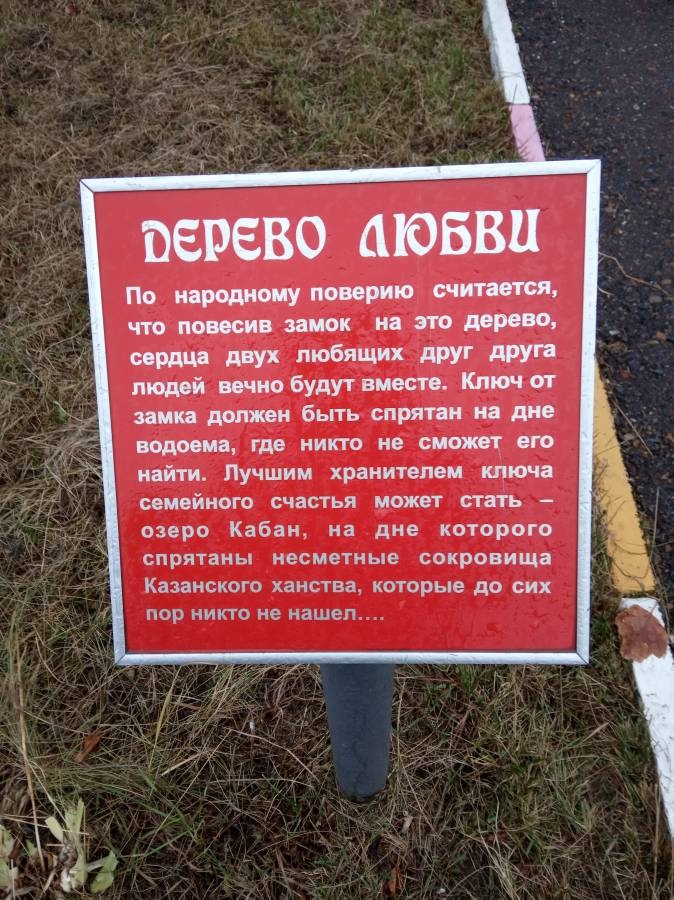 ДЕРЕВО ЛЮБВИ
По народному поверию считается,
что повесив замок на это дерево,
сердца двух любящих друг друга
людей вечно будут вместе. Ключ от
замка должен быть спрятан на дне
водоема, где никто не сможет его
найти. Лучшим хранителем ключа
семейного счастья может стать –
озеро Кабан, на дне которого
спрятаны несметные сокровища
Казанского ханства, которые до сих
пор никто не нашел....